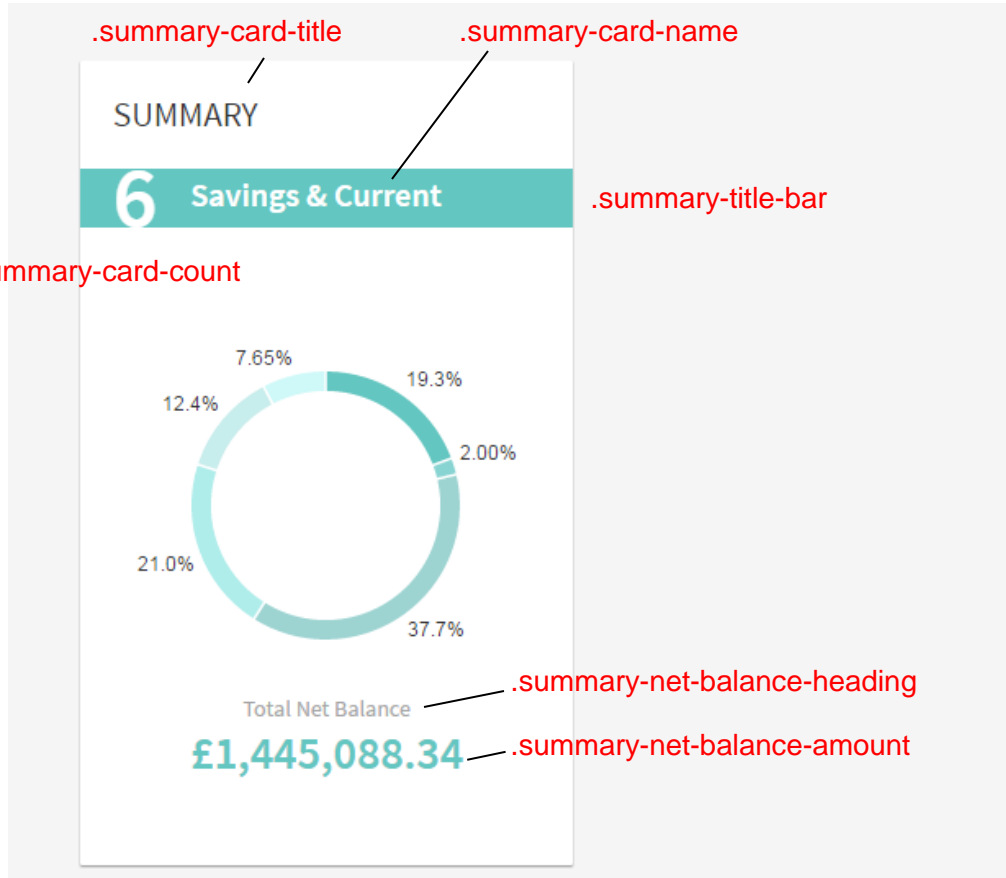 .summary-card-title .summary-card-name
SUMMARY
6 Savings & Current .summary-title-bar
mmary-card-count
7.65% 19.3%
12.4%
2.00%
21.0%
37.7%
.summary-net-balance-heading
Total Net Balance
.summary-net-balance-amount
£1,445,088.34